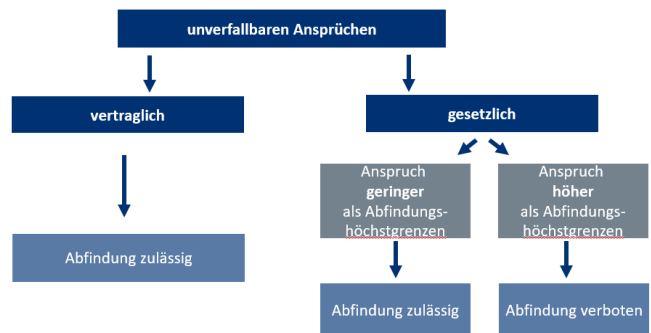 unverfallbaren Ansprüchen
vertraglich
gesetzlich
Anspruch
geringer
als Abfindungs-
höchstgrenzen
Anspruch
höher
als Abfindungs-
höchstgrenzen
Abfindung zulässig
Abfindung zulässig
Abfindung verboten